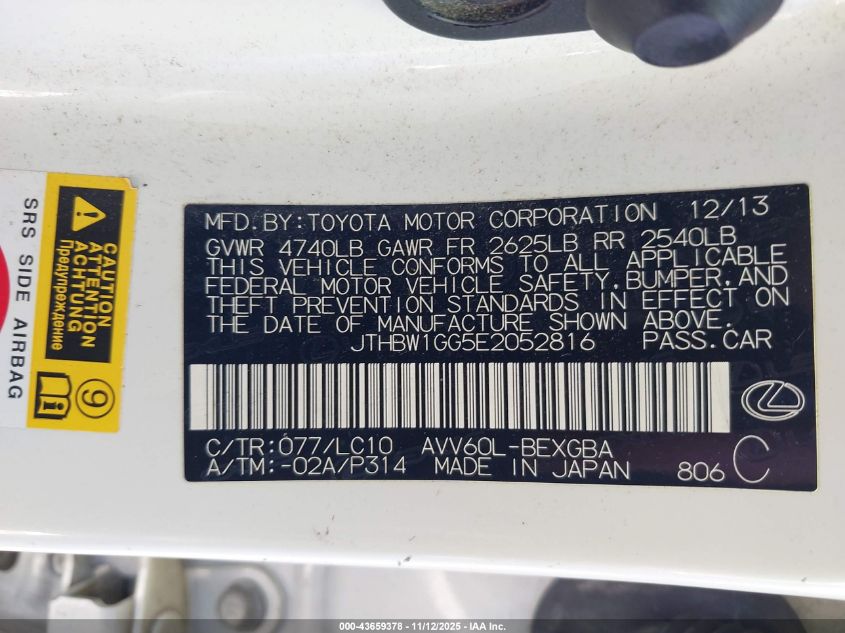 SRS SIDE AIRBAG
CAUTION
ATTENTION
ACHTUNG
Предупреждение
9
MFD.BY:TOYOTA MOTOR CORPORATION 12/13
GVWR 4740LB GAWR FR 2625LB RR 2540LB
THIS VEHICLE CONFORMS TO ALL APPLICABLE
FEDERAL MOTOR VEHICLE SAFETY,BUMPER,AND
THEFT PREVENTION STANDARDS IN EFFECT ON
THE DATE OF MANUFACTURE SHOWN ABOVE.
JTHBW1GG5E2052816 PASS.CAR
C/TR:077/LC10 AVV60L-BEXGBA
A/TM:-02A/P314 MADE IN JAPAN 806 C
000-43659378 - 11/12/2025 - IAA Inc.